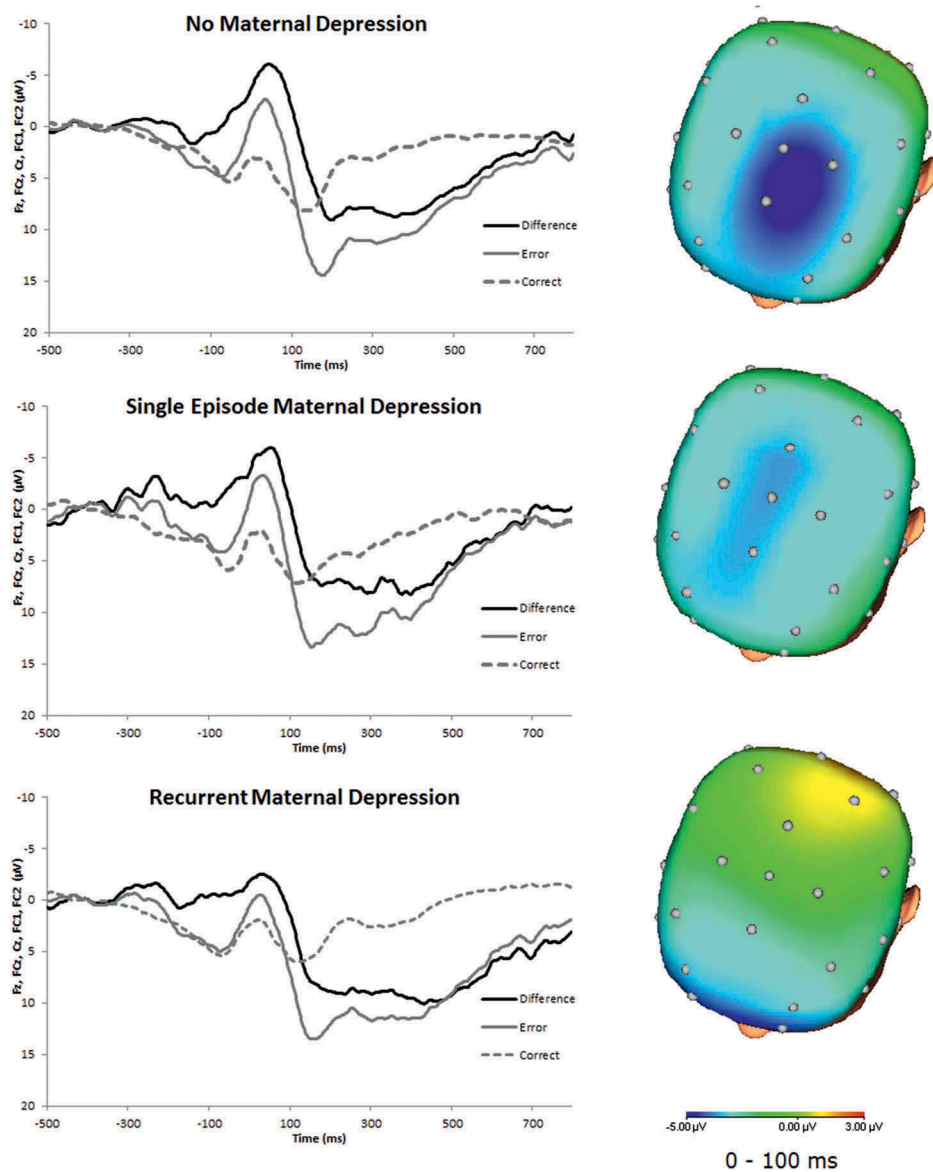 No Maternal Depression
Fz, FCz, Cz, FC1, FC2 (µV)
-10
-5
0
5
10
15
20
Difference
Error
Correct
-500
-300
-100
100
300
500
700
Time (ms)
Single Episode Maternal Depression
Fz, FCz, Cz, FC1, FC2 (µV)
-10
-5
0
5
10
15
20
Difference
Error
Correct
-500
-300
-100
100
300
500
700
Time (ms)
Recurrent Maternal Depression
Fz, FCz, Cz, FC1, FC2 (µV)
-10
-5
0
5
10
15
20
Difference
Error
Correct
-500
-300
-100
100
300
500
700
Time (ms)
-5.00 µV 0.00 µV 3.00 µV
0 - 100 ms